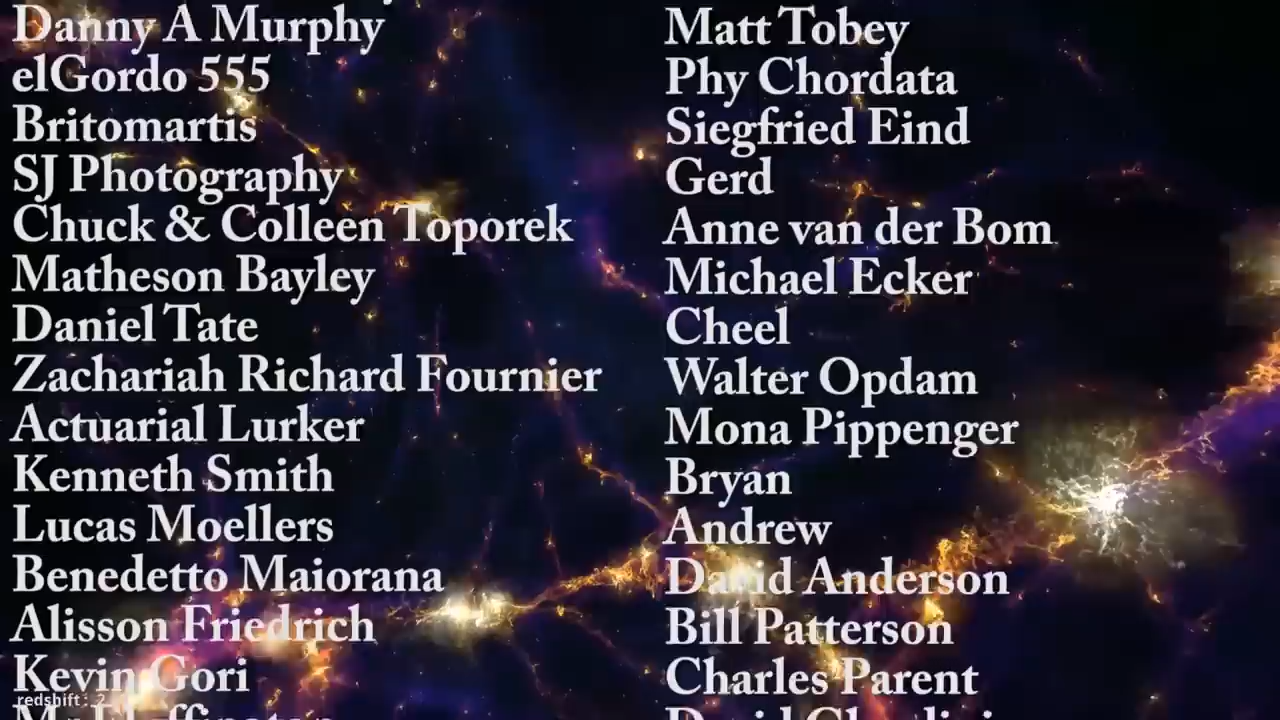 Danny A Murphy
elGordo 555
Britomartis
SJ Photography
Chuck & Colleen Toporek
Matheson Bayley
Daniel Tate
Zachariah Richard Fournier
Actuarial Lurker
Kenneth Smith
Lucas Moellers
Benedetto Maiorana
Alisson Friedrich
Kevin Gori
redshift : 2
Matt Tobey
Phy Chordata
Siegfried Eind
Gerd
Anne van der Bom
Michael Ecker
Cheel
Walter Opdam
Mona Pippenger
Bryan
Andrew
David Anderson
Bill Patterson
Charles Parent
David